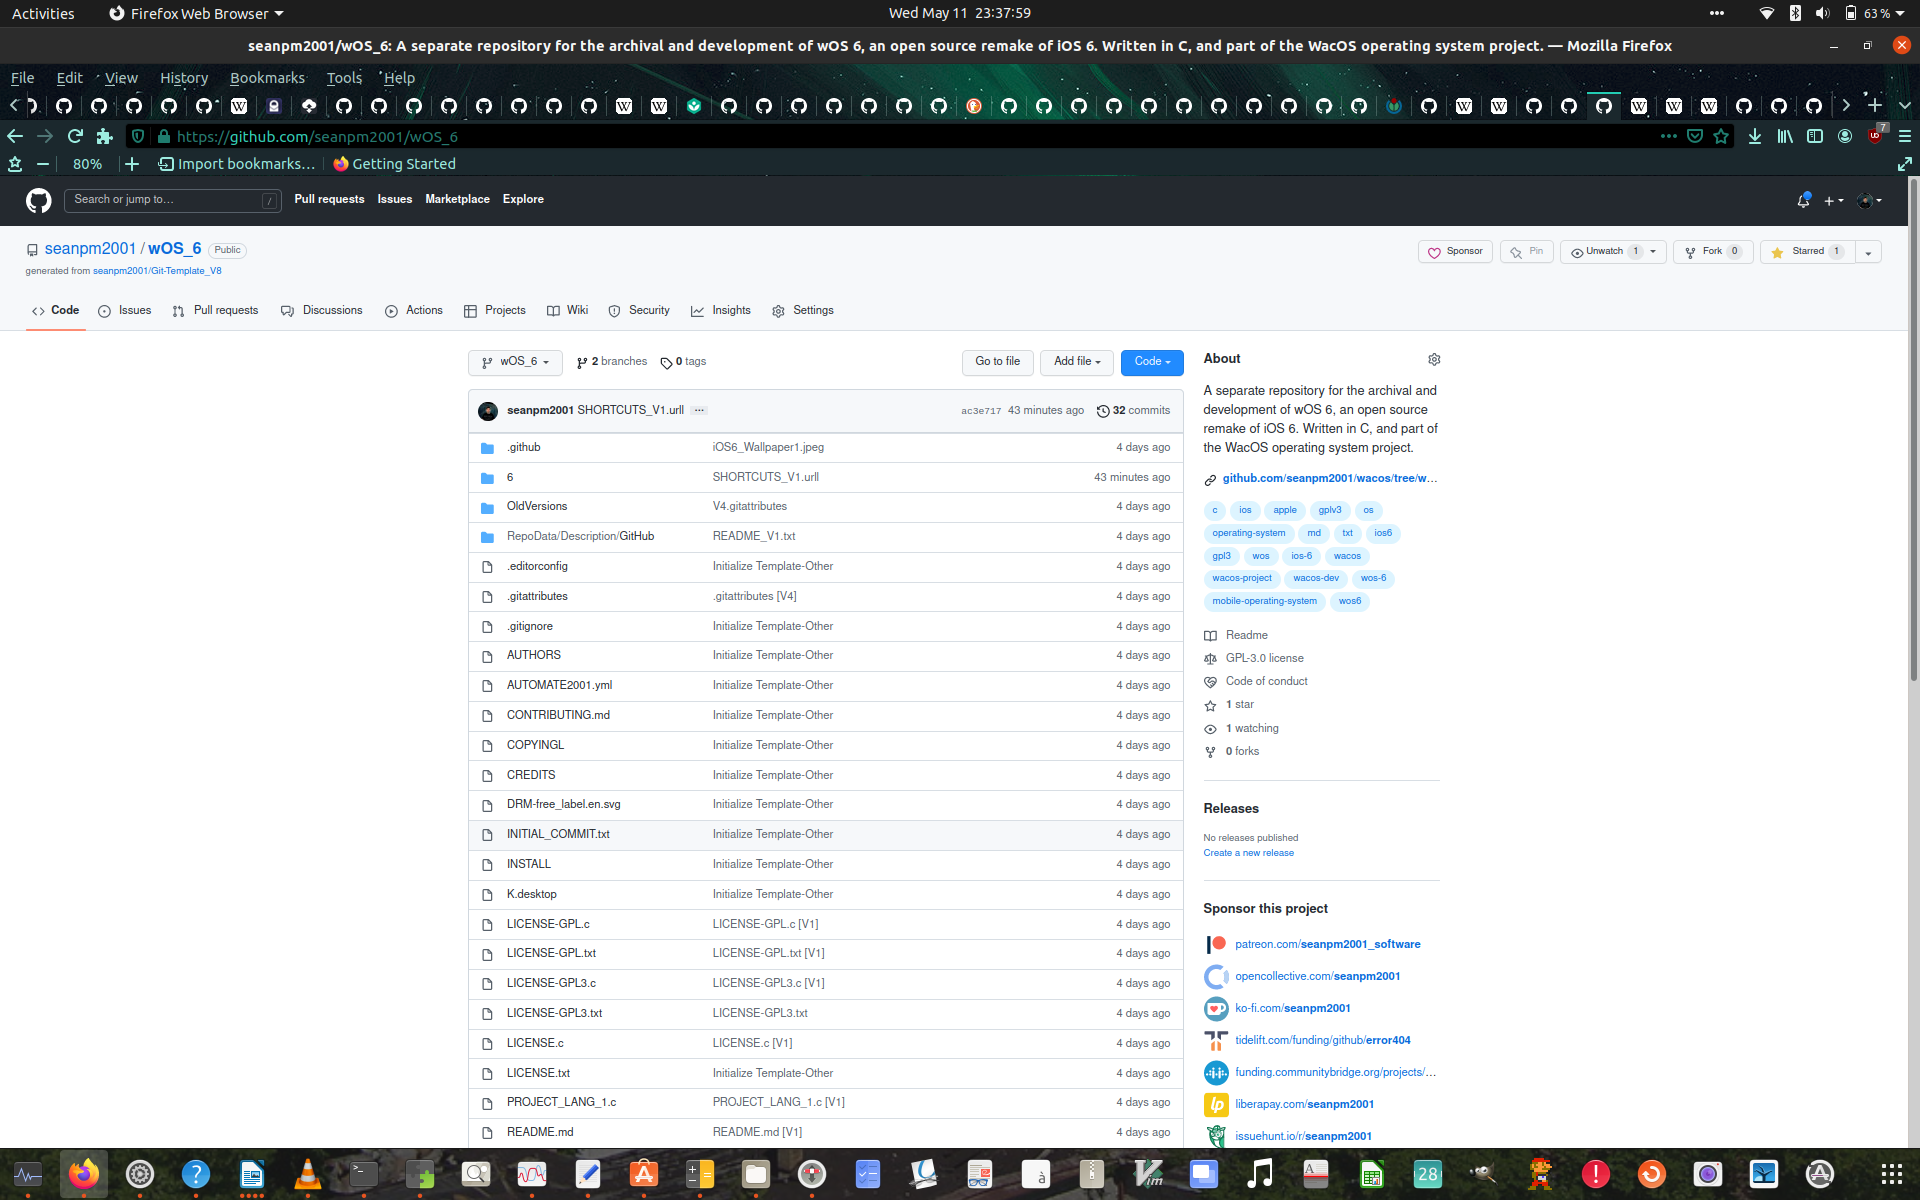 Activities Firefox Web Browser Wed May 11 23:37:59 63 %
seanpm2001/wOS_6: A separate repository for the archival and development of wOS 6, an open source remake of iOS 6. Written in C, and part of the WacOS operating system project. — Mozilla Firefox
File Edit View History Bookmarks Tools Help
https://github.com/seanpm2001/wOS_6 7
80% Import bookmarks... Getting Started
Search or jump to... / Pull requests Issues Marketplace Explore
seanpm2001 / wOS_6 Public Sponsor Pin Unwatch 1 Fork 0 Starred 1
generated from seanpm2001/Git-Template_V8
Code Issues Pull requests Discussions Actions Projects Wiki Security Insights Settings
wOS_6 2 branches 0 tags Go to file Add file Code
seanpm2001 SHORTCUTS_V1.urll ... ac3e717 43 minutes ago 32 commits
.github iOS6_Wallpaper1.jpeg 4 days ago
6 SHORTCUTS_V1.urll 43 minutes ago
OldVersions V4.gitattributes 4 days ago
RepoData/Description/GitHub README_V1.txt 4 days ago
.editorconfig Initialize Template-Other 4 days ago
.gitattributes .gitattributes [V4] 4 days ago
.gitignore Initialize Template-Other 4 days ago
AUTHORS Initialize Template-Other 4 days ago
AUTOMATE2001.yml Initialize Template-Other 4 days ago
CONTRIBUTING.md Initialize Template-Other 4 days ago
COPYINGL Initialize Template-Other 4 days ago
CREDITS Initialize Template-Other 4 days ago
DRM-free_label.en.svg Initialize Template-Other 4 days ago
INITIAL_COMMIT.txt Initialize Template-Other 4 days ago
INSTALL Initialize Template-Other 4 days ago
K.desktop Initialize Template-Other 4 days ago
LICENSE-GPL.c LICENSE-GPL.c [V1] 4 days ago
LICENSE-GPL.txt LICENSE-GPL.txt [V1] 4 days ago
LICENSE-GPL3.c LICENSE-GPL3.c [V1] 4 days ago
LICENSE-GPL3.txt LICENSE-GPL3.txt 4 days ago
LICENSE.c LICENSE.c [V1] 4 days ago
LICENSE.txt Initialize Template-Other 4 days ago
PROJECT_LANG_1.c PROJECT_LANG_1.c [V1] 4 days ago
README.md README.md [V1] 4 days ago
About
A separate repository for the archival and
development of wOS 6, an open source
remake of iOS 6. Written in C, and part of
the WacOS operating system project.
github.com/seanpm2001/wacos/tree/w...
c ios apple gplv3 os
operating-system md txt ios6
gpl3 wos ios-6 wacos
wacos-project wacos-dev wos-6
mobile-operating-system wos6
Readme
GPL-3.0 license
Code of conduct
1 star
1 watching
0 forks
Releases
No releases published
Create a new release
Sponsor this project
patreon.com/seanpm2001_software
opencollective.com/seanpm2001
ko-fi.com/seanpm2001
tidelift.com/funding/github/error404
funding.communitybridge.org/projects/...
liberapay.com/seanpm2001
issuehunt.io/r/seanpm2001
28